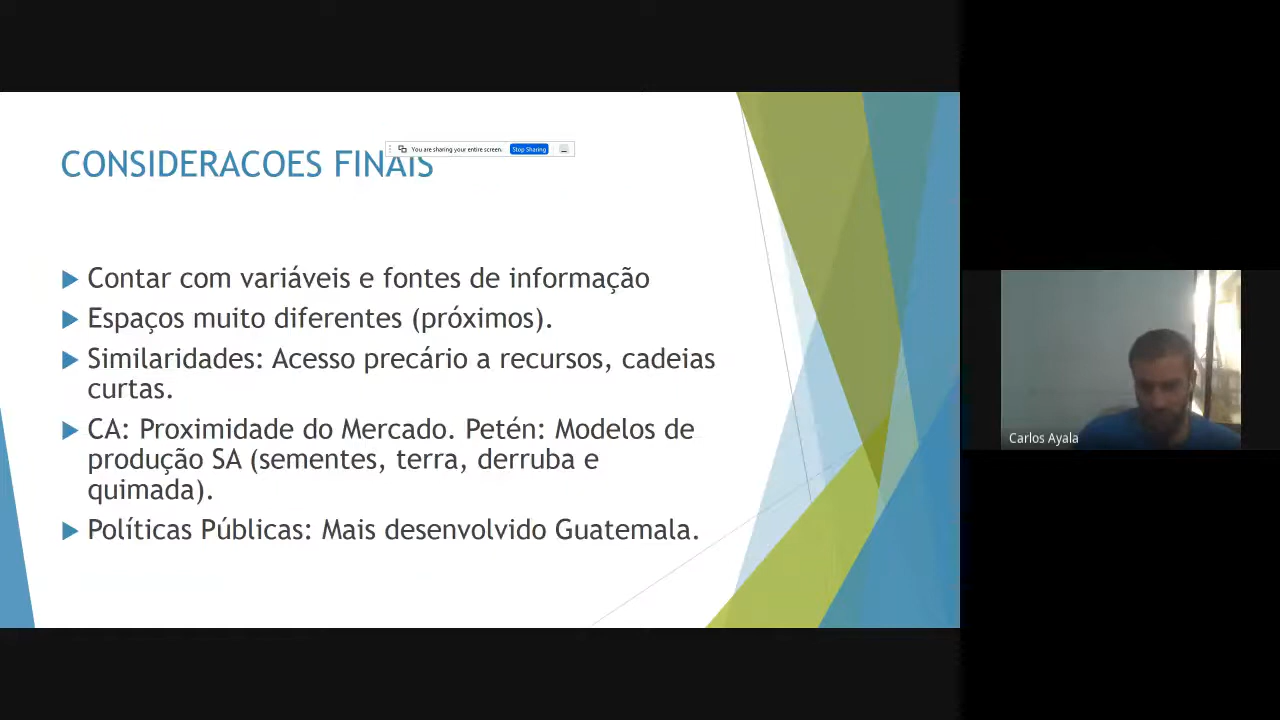 You are sharing your entire screen.
Stop Sharing
CONSIDERACOES FINAIS
Contar com variáveis e fontes de informação
Espaços muito diferentes (próximos).
Similaridades: Acesso precário a recursos, cadeias
curtas.
CA: Proximidade do Mercado. Petén: Modelos de
produção SA (sementes, terra, derruba e
quimada).
Políticas Públicas: Mais desenvolvido Guatemala.
Carlos Ayala